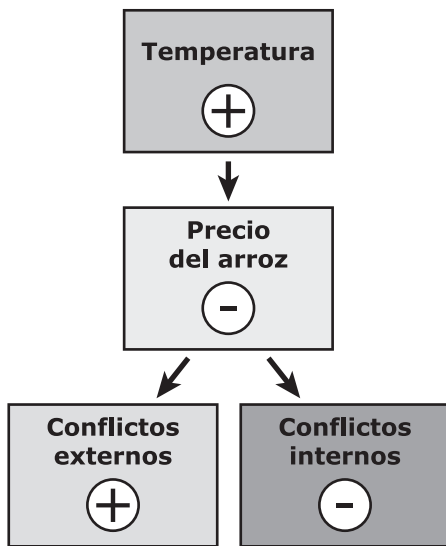 Temperatura
+
Precio
del arroz
-
Conflictos
externos
+
Conflictos
internos
-